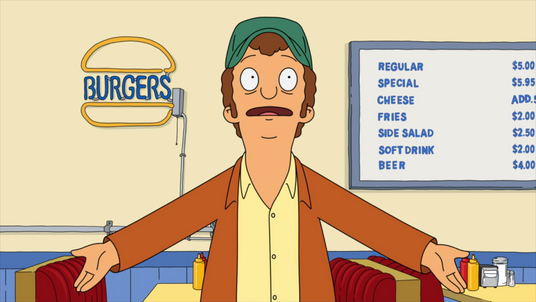 BURGERS
REGULAR $5.00
SPECIAL $5.95
CHEESE ADD.
FRIES $2.00
SIDE SALAD $2.50
SOFT DRINK $2.00
BEER $4.00